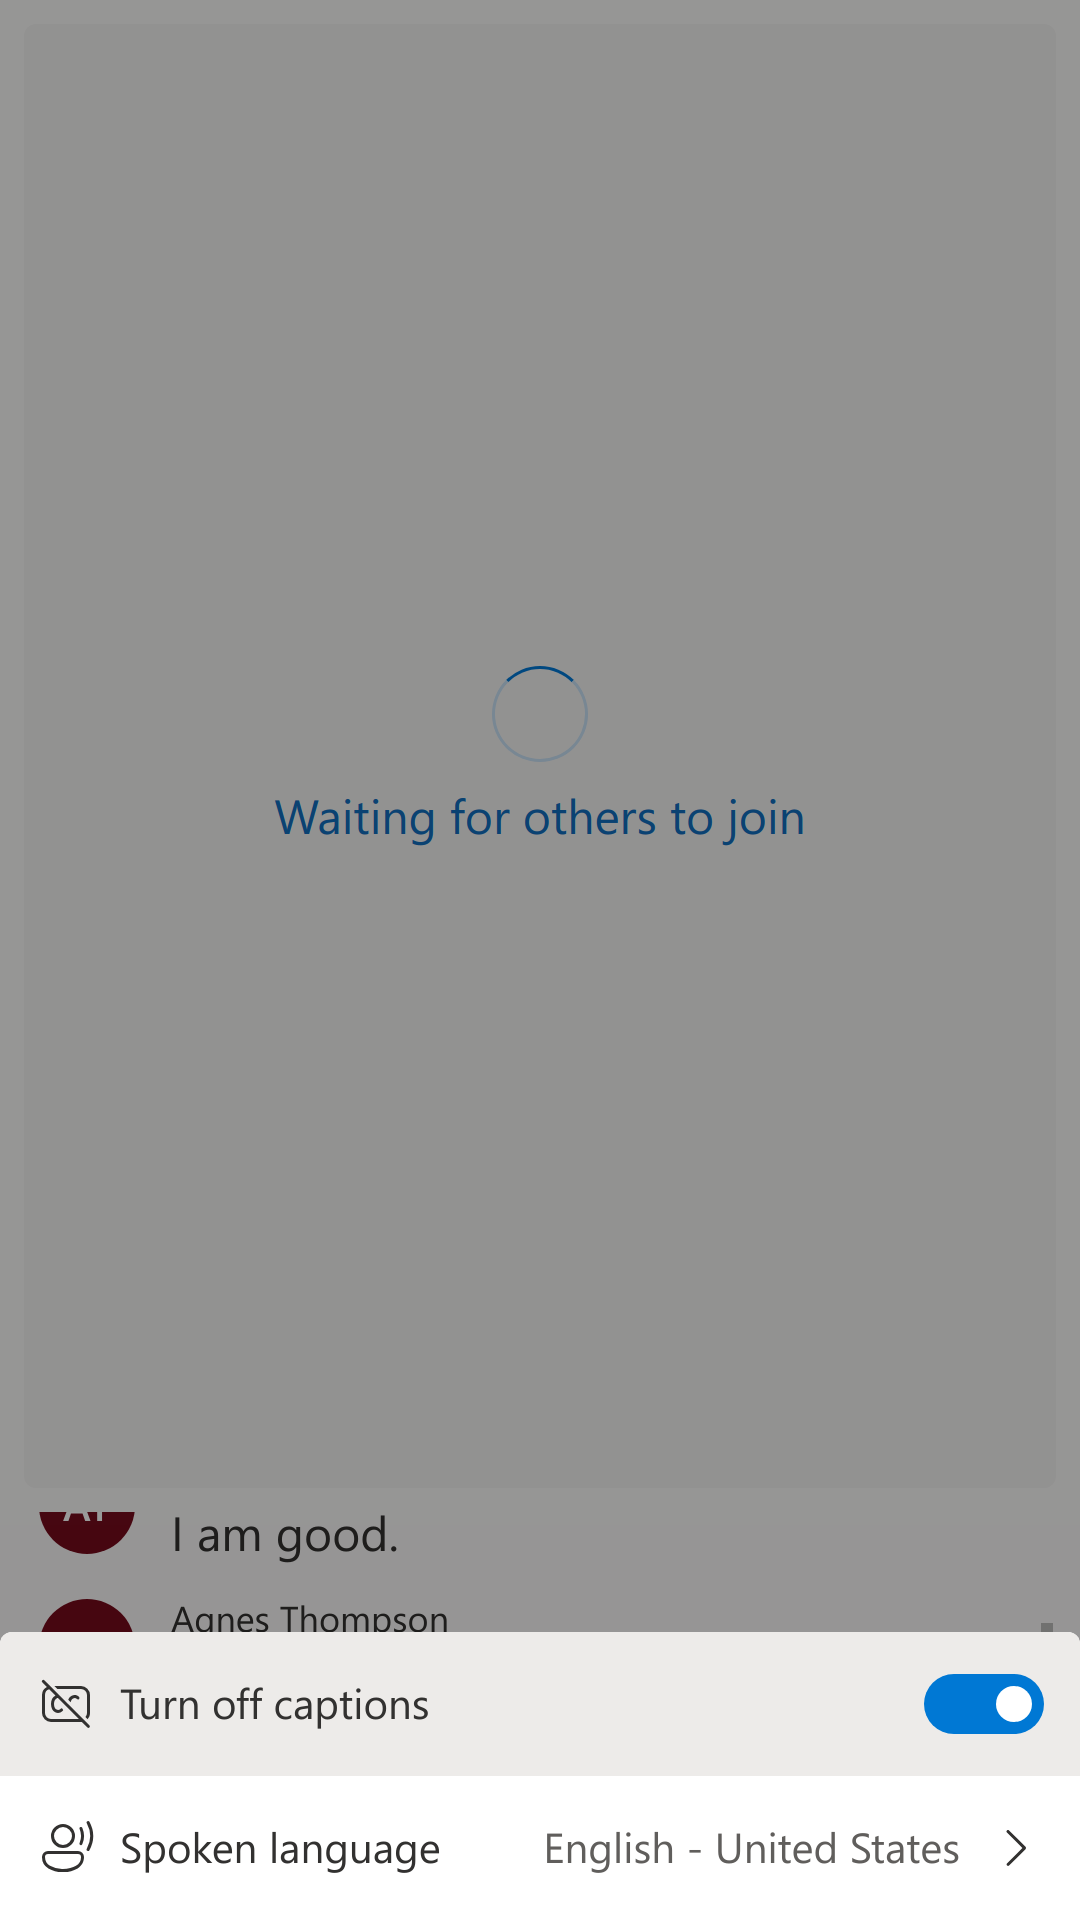 Waiting for others to join
I am good.
Agnes Thompson
Turn off captions
Spoken language English - United States